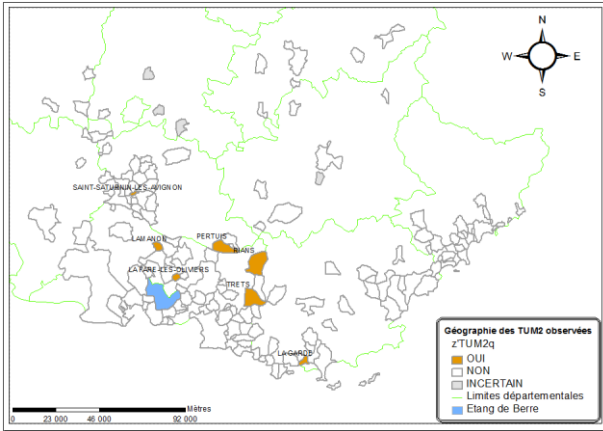 N
W
E
S
SAINT-SATURNIN-LES-AVIGNON
LAMANON
PERTUIS
RIANS
LA FARE-LES-OLIVIERS
TRETS
LA GARDE
Géographie des TUM2 observées
z'TUM2q
OUI
NON
INCERTAIN
Limites départementales
Etang de Berre
Mètres
0 23 000 46 000 92 000